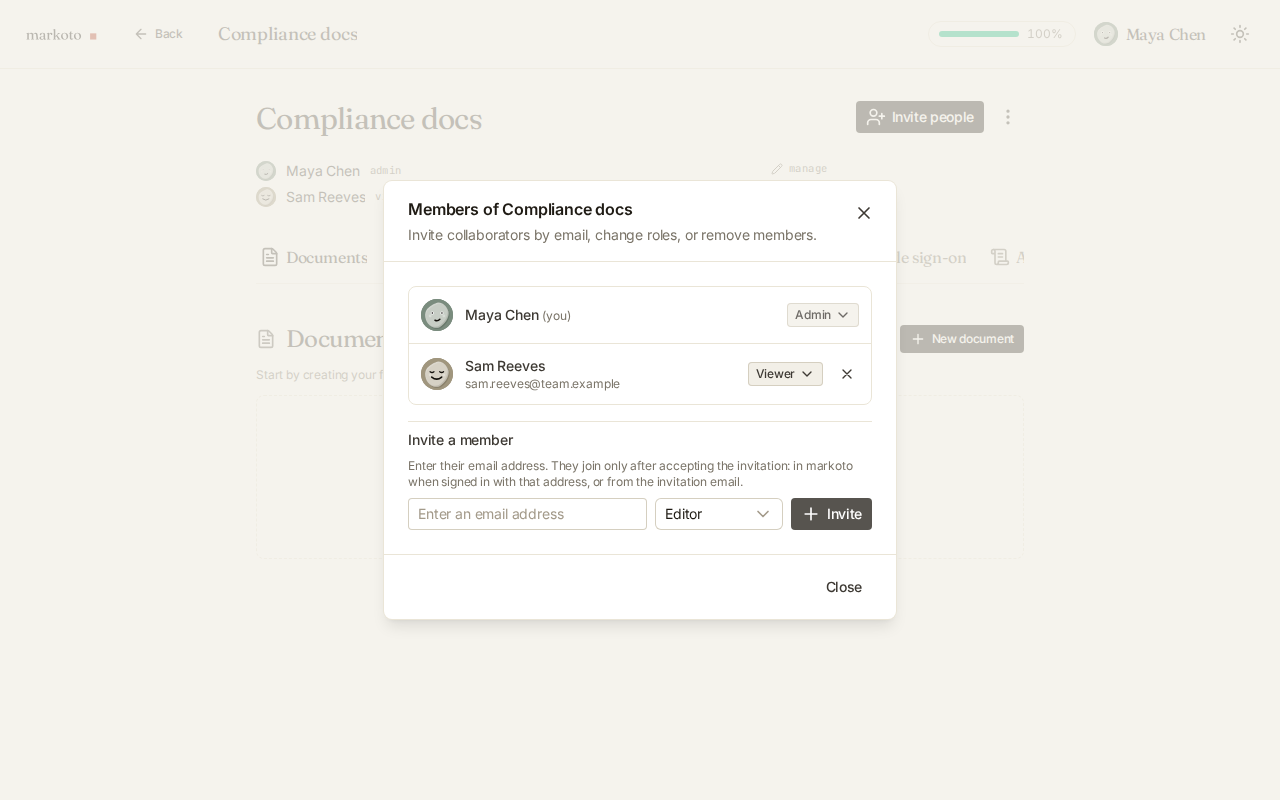 markoto
Back
Compliance docs
100%
Maya Chen
Compliance docs
Invite people
Maya Chen admin
manage
Sam Reeves
Documents
sign-on
Members of Compliance docs
Invite collaborators by email, change roles, or remove members.
Maya Chen (you)
Admin
Sam Reeves
sam.reeves@team.example
Viewer
New document
Start by creating your
Invite a member
Enter their email address. They join only after accepting the invitation: in markoto
when signed in with that address, or from the invitation email.
Enter an email address
Editor
Invite
Close